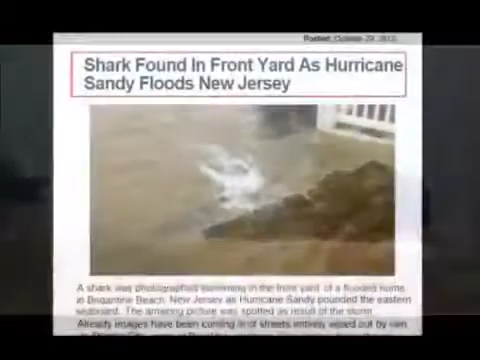 Posted: October 29, 2012
Shark Found In Front Yard As Hurricane
Sandy Floods New Jersey
A shark was photographed swimming in the front yard of a flooded home
in Brigantine Beach, New Jersey as Hurricane Sandy pounded the eastern
seaboard. The amazing picture was spotted as result of the storm.
Already images have been coming in of streets entirely wiped out by rain